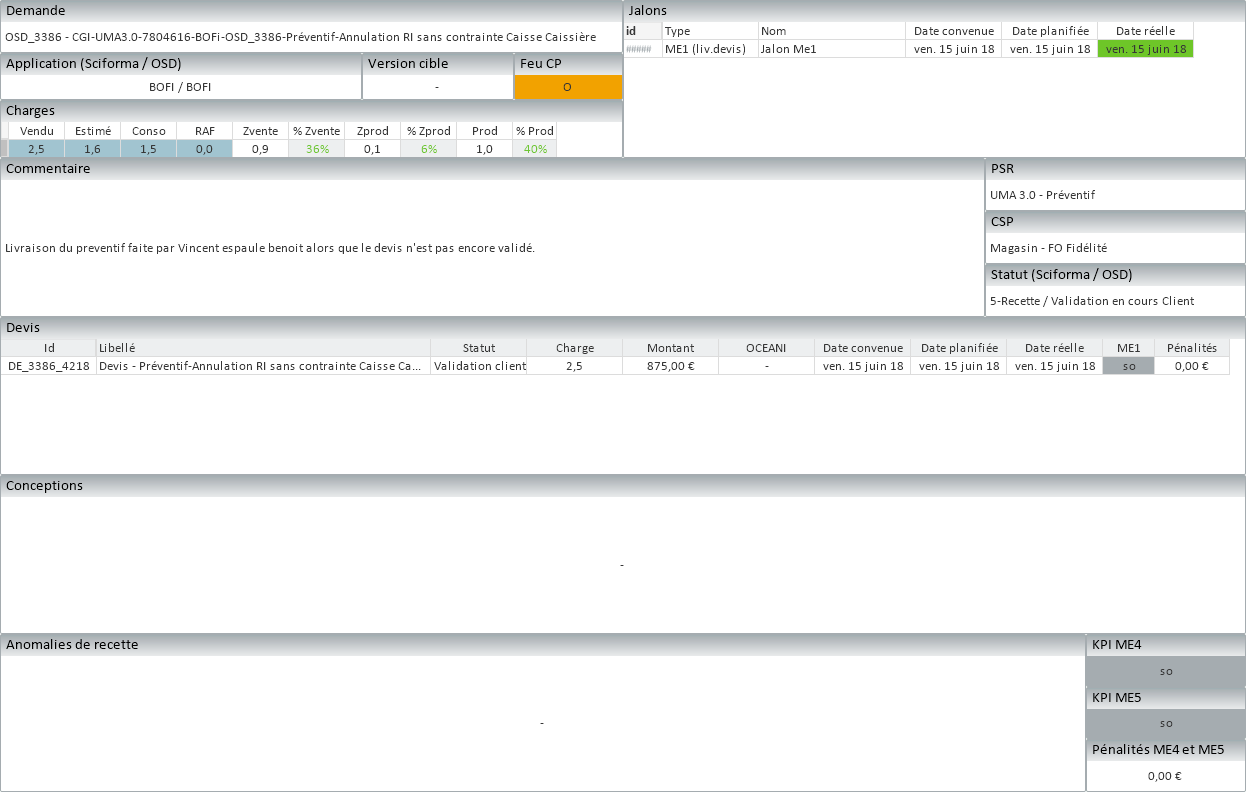 Demande
OSD_3386 - CGI-UMA3.0-7804616-BOFi-OSD_3386-Préventif-Annulation RI sans contrainte Caisse Caissière
Application (Sciforma / OSD) Version cible Feu CP
BOFI / BOFI - O
Charges
Vendu Estimé Conso RAF Zvente % Zvente Zprod % Zprod Prod % Prod
2,5 1,6 1,5 0,0 0,9 36% 0,1 6% 1,0 40%
Jalons
id Type Nom Date convenue Date planifiée Date réelle
##### ME1 (liv.devis) Jalon Me1 ven. 15 juin 18 ven. 15 juin 18 ven. 15 juin 18
Commentaire
Livraison du preventif faite par Vincent espaule benoit alors que le devis n'est pas encore validé.
PSR
UMA 3.0 - Préventif
CSP
Magasin - FO Fidélité
Statut (Sciforma / OSD)
5-Recette / Validation en cours Client
Devis
Id Libellé Statut Charge Montant OCEANI Date convenue Date planifiée Date réelle ME1 Pénalités
DE_3386_4218 Devis - Préventif-Annulation RI sans contrainte Caisse Ca... Validation client 2,5 875,00 € - ven. 15 juin 18 ven. 15 juin 18 ven. 15 juin 18 so 0,00 €
Conceptions
-
Anomalies de recette
-
KPI ME4
so
KPI ME5
so
Pénalités ME4 et ME5
0,00 €